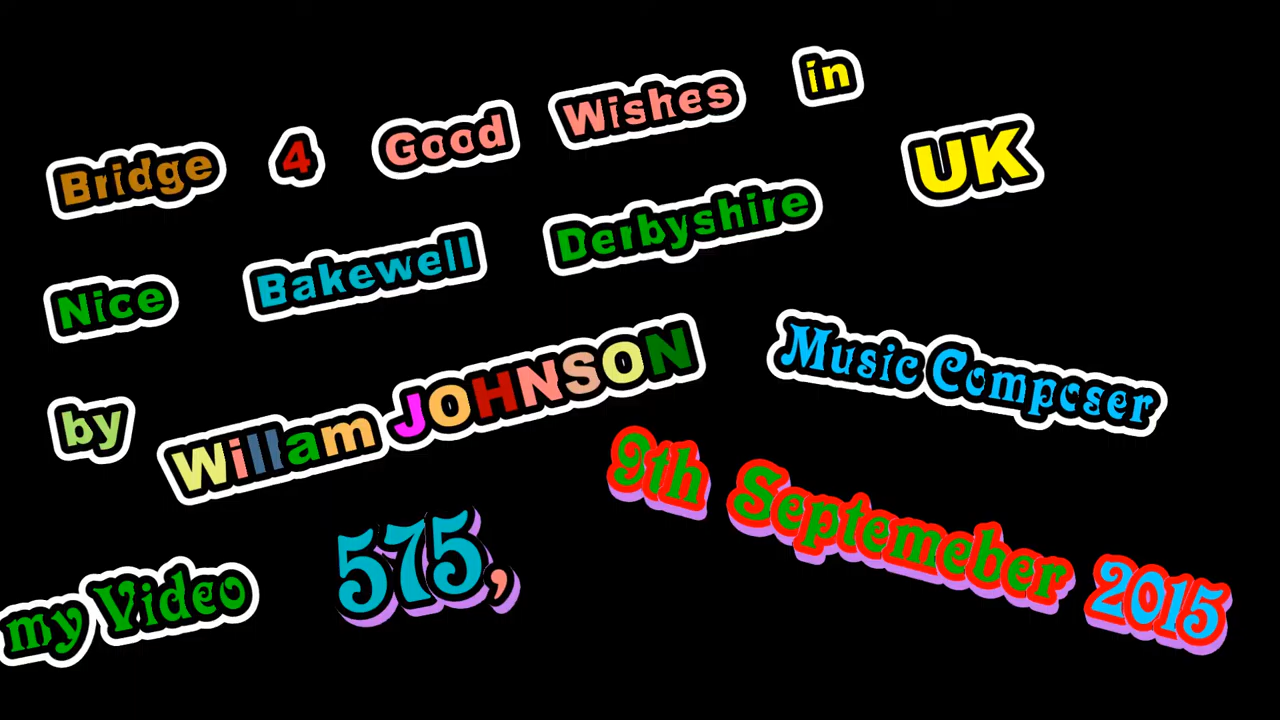 Bridge 4 Good Wishes in
UK
Nice Bakewell Derbyshire
by Willam JOHNSON
Music Composer
9th Septemeber 2015
my Video 575,